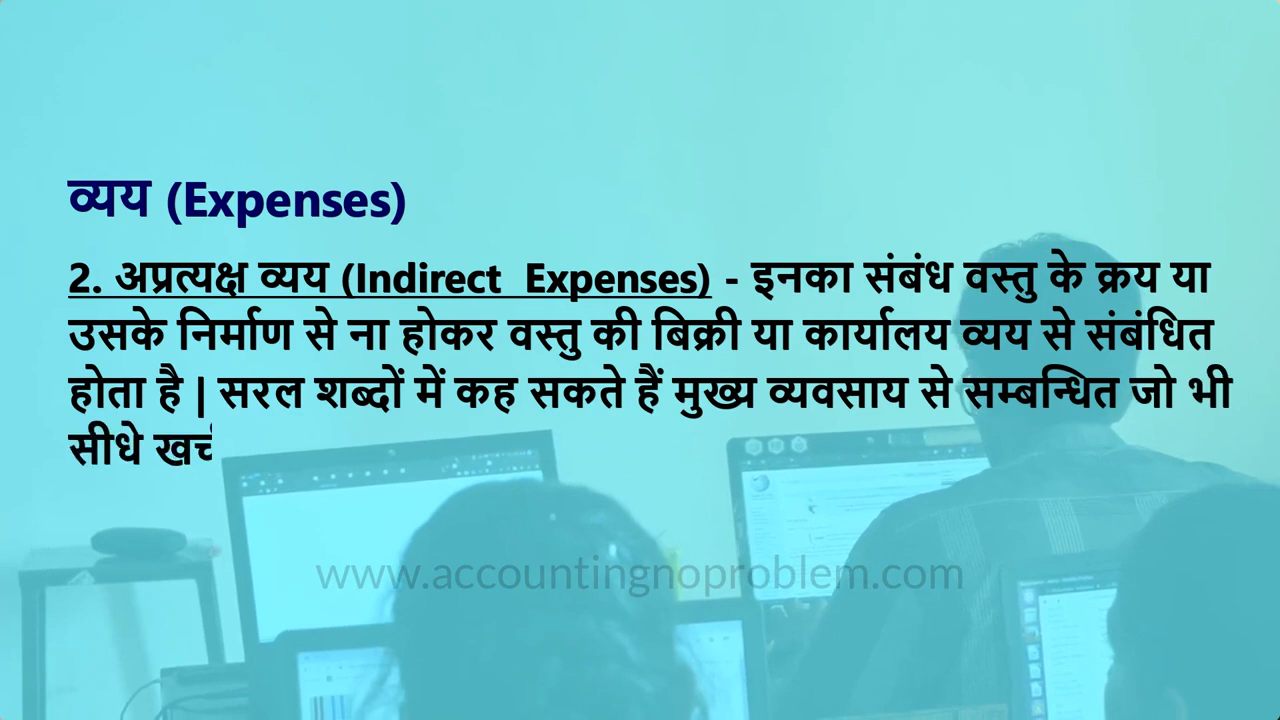 व्यय (Expenses)
2. अप्रत्यक्ष व्यय (Indirect Expenses) - इनका संबंध वस्तु के क्रय या
उसके निर्माण से ना होकर वस्तु की बिक्री या कार्यालय व्यय से संबंधित
होता है | सरल शब्दों में कह सकते हैं मुख्य व्यवसाय से सम्बन्धित जो भी
सीधे
www.accountingnoproblem.com